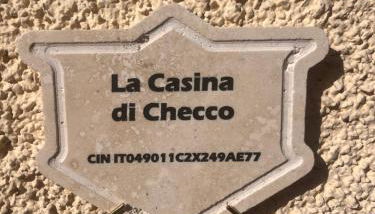 La Casina
di Checco
CIN IT049011C2X249AE77